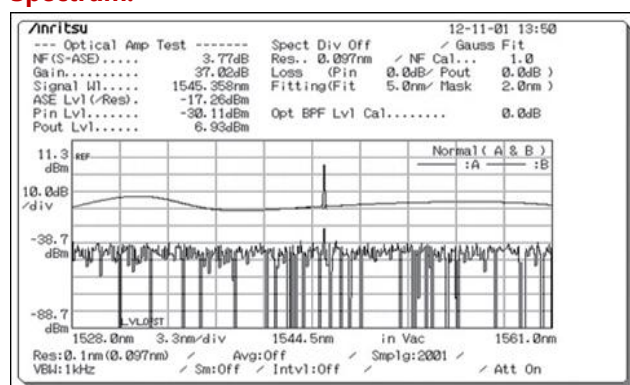 Spectrum:
Anritsu 12-11-01 13:50
--- Optical Amp Test ------- Spect Div Off / Gauss Fit
NF(S-ASE)..... 3.77dB Res.. 0.097nm / NF Cal... 1.0
Gain.......... 37.02dB Loss (Pin 0.0dB/ Pout 0.0dB )
Signal Wl..... 1545.358nm Fitting(Fit 5.0nm/ Mask 2.0nm )
ASE Lvl(/Res). -17.26dBm
Pin Lvl....... -30.11dBm Opt BPF Lvl Cal........ 0.0dB
Pout Lvl...... 6.93dBm
11.3 REF Normal( A & B )
dBm :A :B
10.0dB
/div
-38.7
dBm
-88.7
dBm
LVLOFST
1528.0nm 3.3nm/div 1544.5nm in Vac 1561.0nm
Res:0.1nm(0.097nm) / Avg:Off / Smplg:2001 /
VBW:1kHz / Sm:Off / Intvl:Off / / Att On